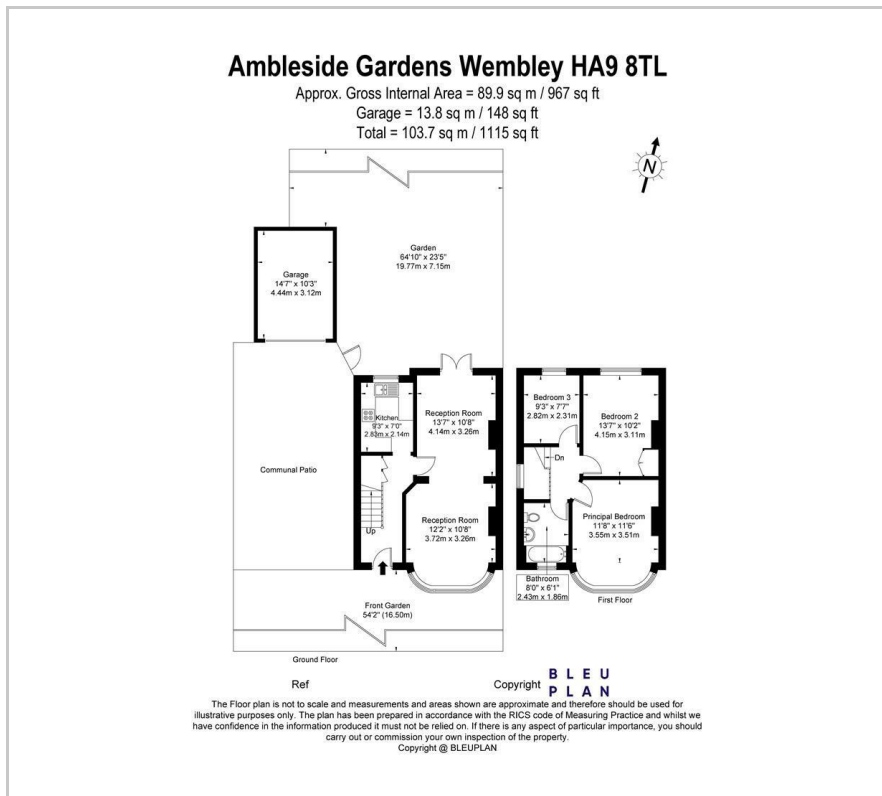 Ambleside Gardens Wembley HA9 8TL
Approx. Gross Internal Area = 89.9 sq m / 967 sq ft
Garage = 13.8 sq m / 148 sq ft
Total = 103.7 sq m / 1115 sq ft
N
Garden
64'10" x 23'5"
19.77m x 7.15m
Garage
14'7" x 10'3"
4.44m x 3.12m
Kitchen
9'3" x 7'0"
2.83m x 2.14m
Reception Room
13'7" x 10'8"
4.14m x 3.26m
Bedroom 3
9'3" x 7'7"
2.82m x 2.31m
Bedroom 2
13'7" x 10'2"
4.15m x 3.11m
Dn
Communal Patio
Up
Reception Room
12'2" x 10'8"
3.72m x 3.26m
Principal Bedroom
11'8" x 11'6"
3.55m x 3.51m
Bathroom
8'0" x 6'1"
2.43m x 1.86m
First Floor
Front Garden
54'2" (16.50m)
Ground Floor
Ref
Copyright
BLEU
PLAN
The Floor plan is not to scale and measurements and areas shown are approximate and therefore should be used for
illustrative purposes only. The plan has been prepared in accordance with the RICS code of Measuring Practice and whilst we
have confidence in the information produced it must not be relied on. If there is any aspect of particular importance, you should
carry out or commission your own inspection of the property.
Copyright @ BLEUPLAN